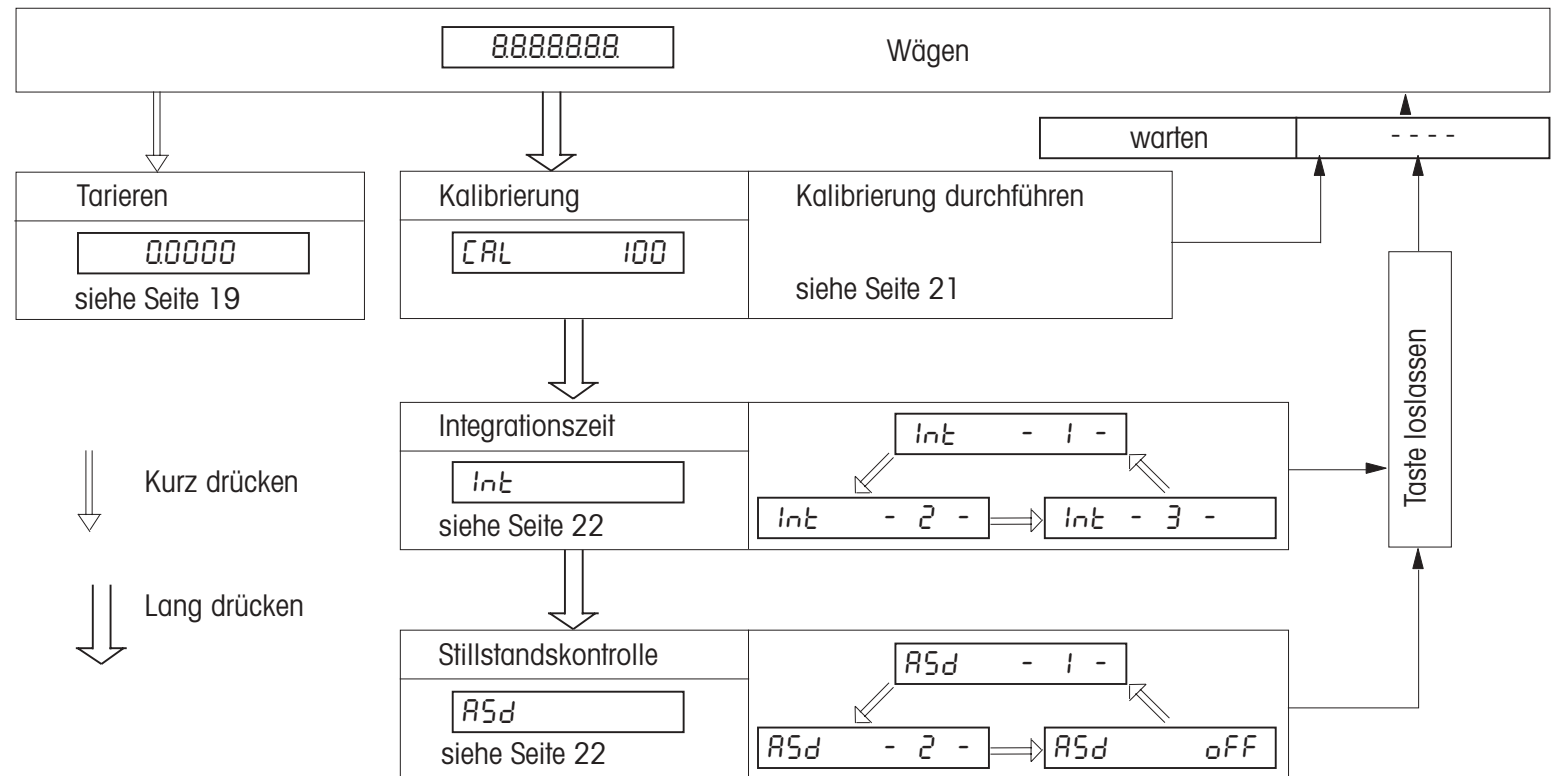 8.8.8.8.8.8.8. Wägen
warten - - - -
Tarieren
0.0000
siehe Seite 19
Kalibrierung
CAL 100
Kalibrierung durchführen
siehe Seite 21
Taste loslassen
Integrationszeit
Int
siehe Seite 22
Int - 1 -
Int - 2 -
Int - 3 -
Kurz drücken
Lang drücken
Stillstandskontrolle
ASd
siehe Seite 22
ASd - 1 -
ASd - 2 -
ASd oFF